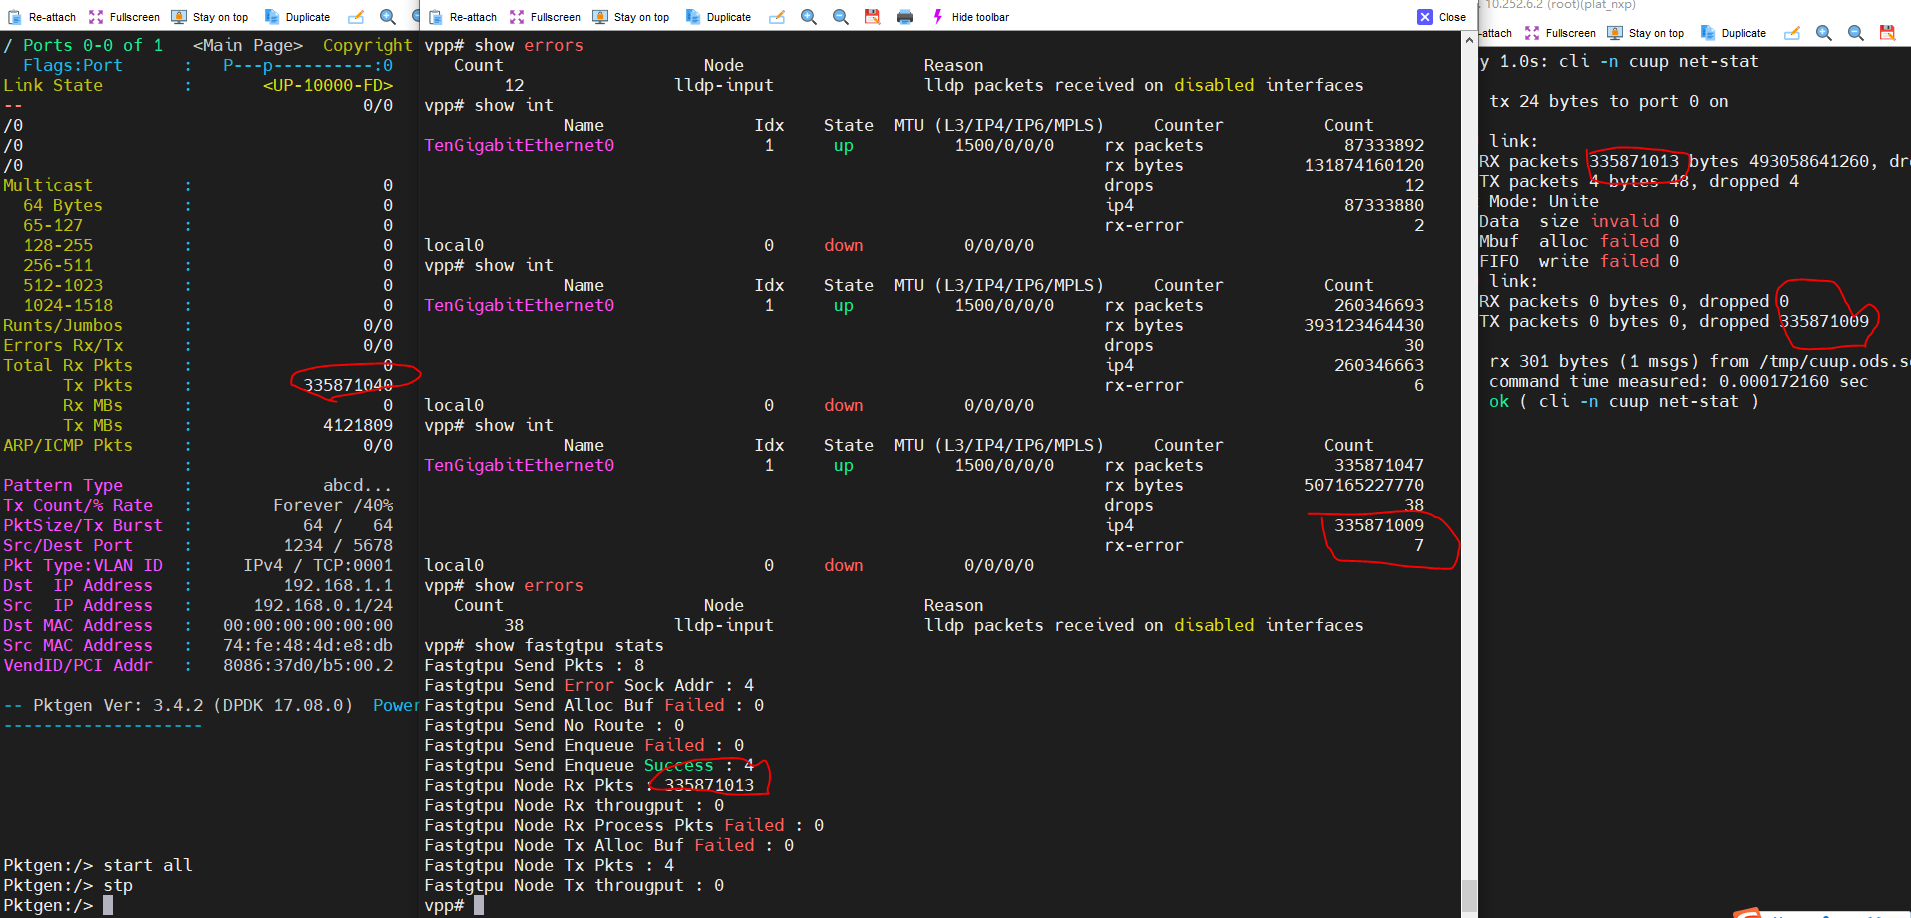 Re-attach Fullscreen Stay on top Duplicate
/ Ports 0-0 of 1   <Main Page>  Copyright
Flags:Port : P---p----------:0
Link State : <UP-10000-FD>
-- 0/0
/0
/0
/0
Multicast : 0
64 Bytes : 0
65-127 : 0
128-255 : 0
256-511 : 0
512-1023 : 0
1024-1518 : 0
Runts/Jumbos : 0/0
Errors Rx/Tx : 0/0
Total Rx Pkts : 0
Tx Pkts : 335871040
Rx MBs : 0
Tx MBs : 4121809
ARP/ICMP Pkts : 0/0
:
Pattern Type : abcd...
Tx Count/% Rate : Forever /40%
PktSize/Tx Burst : 64 / 64
Src/Dest Port : 1234 / 5678
Pkt Type:VLAN ID : IPv4 / TCP:0001
Dst IP Address : 192.168.1.1
Src IP Address : 192.168.0.1/24
Dst MAC Address : 00:00:00:00:00:00
Src MAC Address : 74:fe:48:4d:e8:db
VendID/PCI Addr : 8086:37d0/b5:00.2
-- Pktgen Ver: 3.4.2 (DPDK 17.08.0)  Power
--------------------
Pktgen:/> start all
Pktgen:/> stp
Pktgen:/>
Re-attach Fullscreen Stay on top Duplicate Hide toolbar Close
vpp# show errors
Count Node Reason
12 lldp-input lldp packets received on disabled interfaces
vpp# show int
Name Idx State MTU (L3/IP4/IP6/MPLS) Counter Count
TenGigabitEthernet0 1 up 1500/0/0/0 rx packets 87333892
rx bytes 131874160120
drops 12
ip4 87333880
rx-error 2
local0 0 down 0/0/0/0
vpp# show int
Name Idx State MTU (L3/IP4/IP6/MPLS) Counter Count
TenGigabitEthernet0 1 up 1500/0/0/0 rx packets 260346693
rx bytes 393123464430
drops 30
ip4 260346663
rx-error 6
local0 0 down 0/0/0/0
vpp# show int
Name Idx State MTU (L3/IP4/IP6/MPLS) Counter Count
TenGigabitEthernet0 1 up 1500/0/0/0 rx packets 335871047
rx bytes 507165227770
drops 38
ip4 335871009
rx-error 7
local0 0 down 0/0/0/0
vpp# show errors
Count Node Reason
38 lldp-input lldp packets received on disabled interfaces
vpp# show fastgtpu stats
Fastgtpu Send Pkts : 8
Fastgtpu Send Error Sock Addr : 4
Fastgtpu Send Alloc Buf Failed : 0
Fastgtpu Send No Route : 0
Fastgtpu Send Enqueue Failed : 0
Fastgtpu Send Enqueue Success : 4
Fastgtpu Node Rx Pkts : 335871013
Fastgtpu Node Rx througput : 0
Fastgtpu Node Rx Process Pkts Failed : 0
Fastgtpu Node Tx Alloc Buf Failed : 0
Fastgtpu Node Tx Pkts : 4
Fastgtpu Node Tx througput : 0
vpp#
10.252.6.2 (root)(plat_nxp)
-attach Fullscreen Stay on top Duplicate
y 1.0s: cli -n cuup net-stat
tx 24 bytes to port 0 on
link:
RX packets 335871013 bytes 493058641260, dr
TX packets 4 bytes 48, dropped 4
Mode: Unite
Data size invalid 0
Mbuf alloc failed 0
FIFO write failed 0
link:
RX packets 0 bytes 0, dropped 0
TX packets 0 bytes 0, dropped 335871009
rx 301 bytes (1 msgs) from /tmp/cuup.ods.s
command time measured: 0.000172160 sec
ok ( cli -n cuup net-stat )